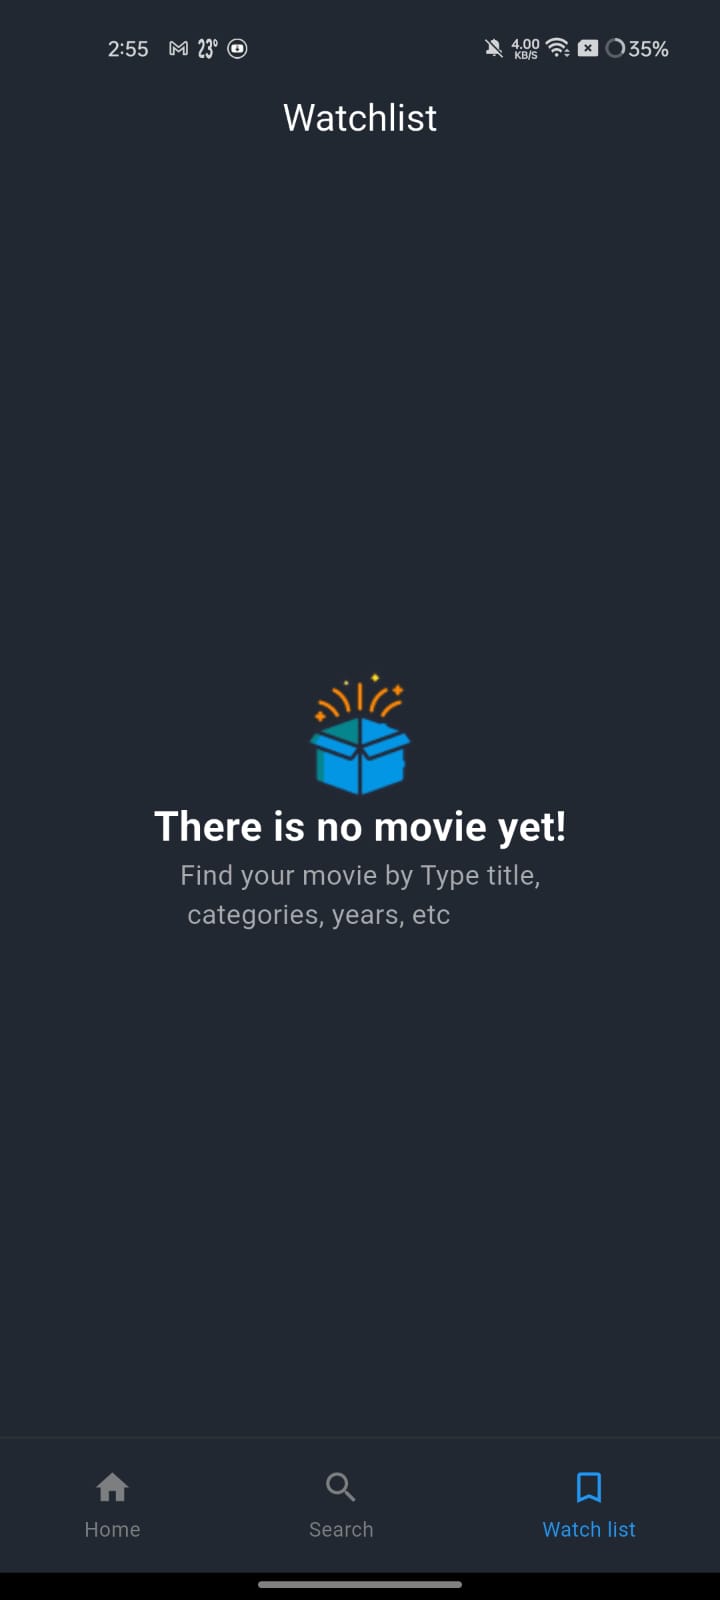 2:55 23° 4.00 KB/S 35%
Watchlist
There is no movie yet!
Find your movie by Type title,
categories, years, etc
Home Search Watch list